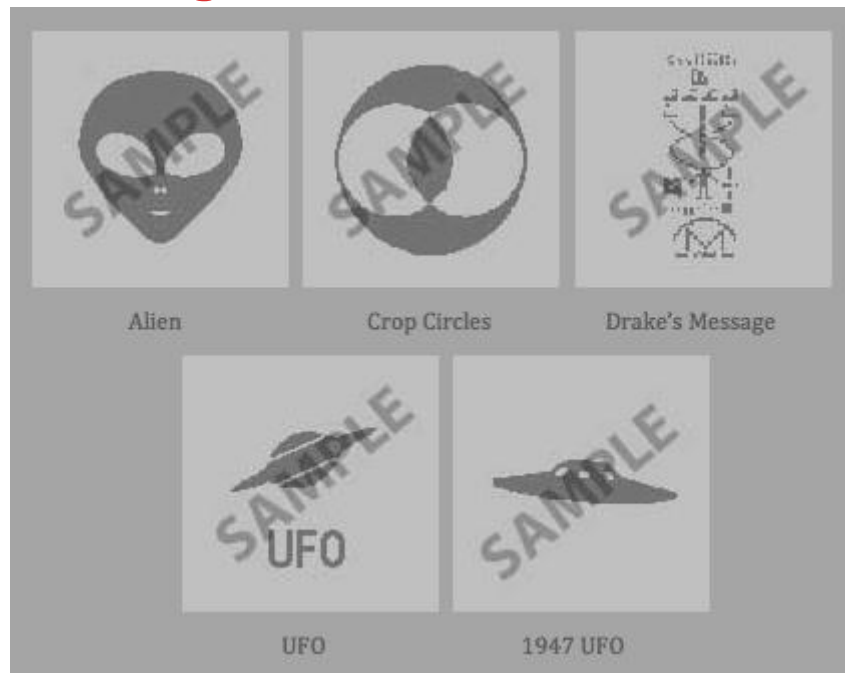 SAMPLE SAMPLE SAMPLE
Alien Crop Circles Drake's Message
SAMPLE SAMPLE
UFO
UFO 1947 UFO